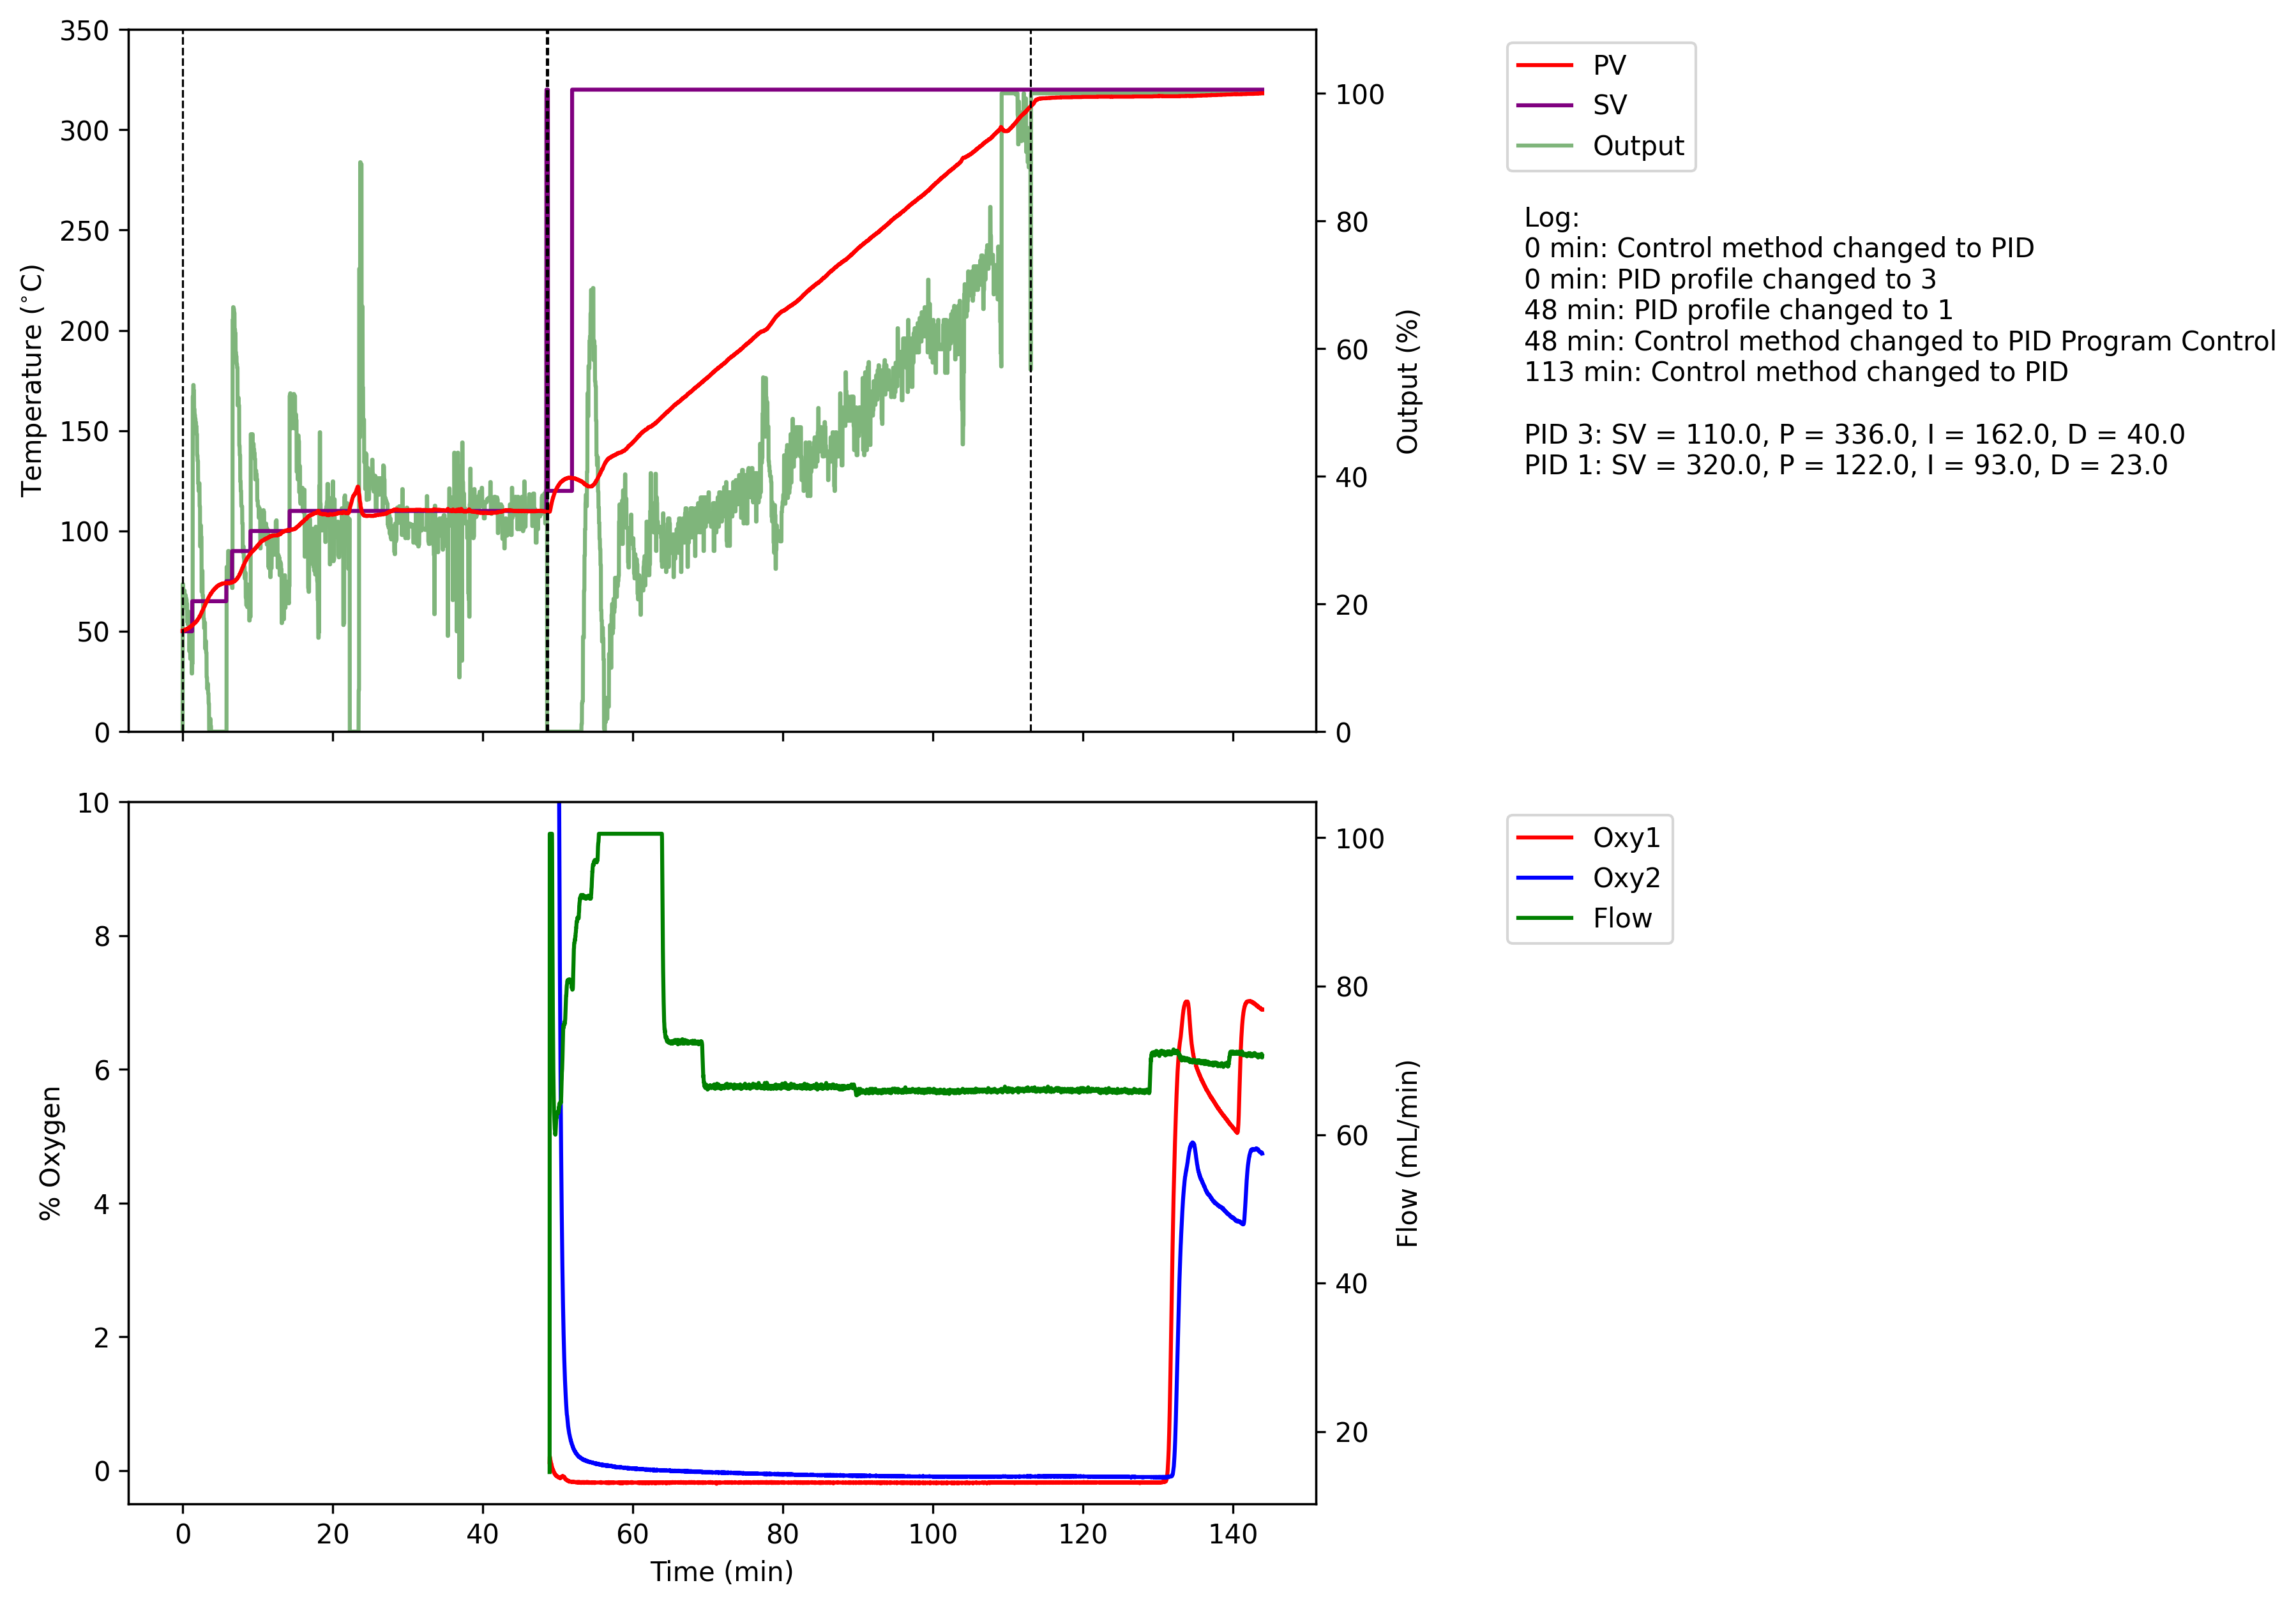 350
300
250
200
150
100
50
0
Temperature (°C)
100
80
60
40
20
0
Output (%)
PV
SV
Output
Log:
0 min: Control method changed to PID
0 min: PID profile changed to 3
48 min: PID profile changed to 1
48 min: Control method changed to PID Program Control
113 min: Control method changed to PID
PID 3: SV = 110.0, P = 336.0, I = 162.0, D = 40.0
PID 1: SV = 320.0, P = 122.0, I = 93.0, D = 23.0
10
8
6
4
2
0
% Oxygen
100
80
60
40
20
Flow (mL/min)
Oxy1
Oxy2
Flow
0 20 40 60 80 100 120 140
Time (min)